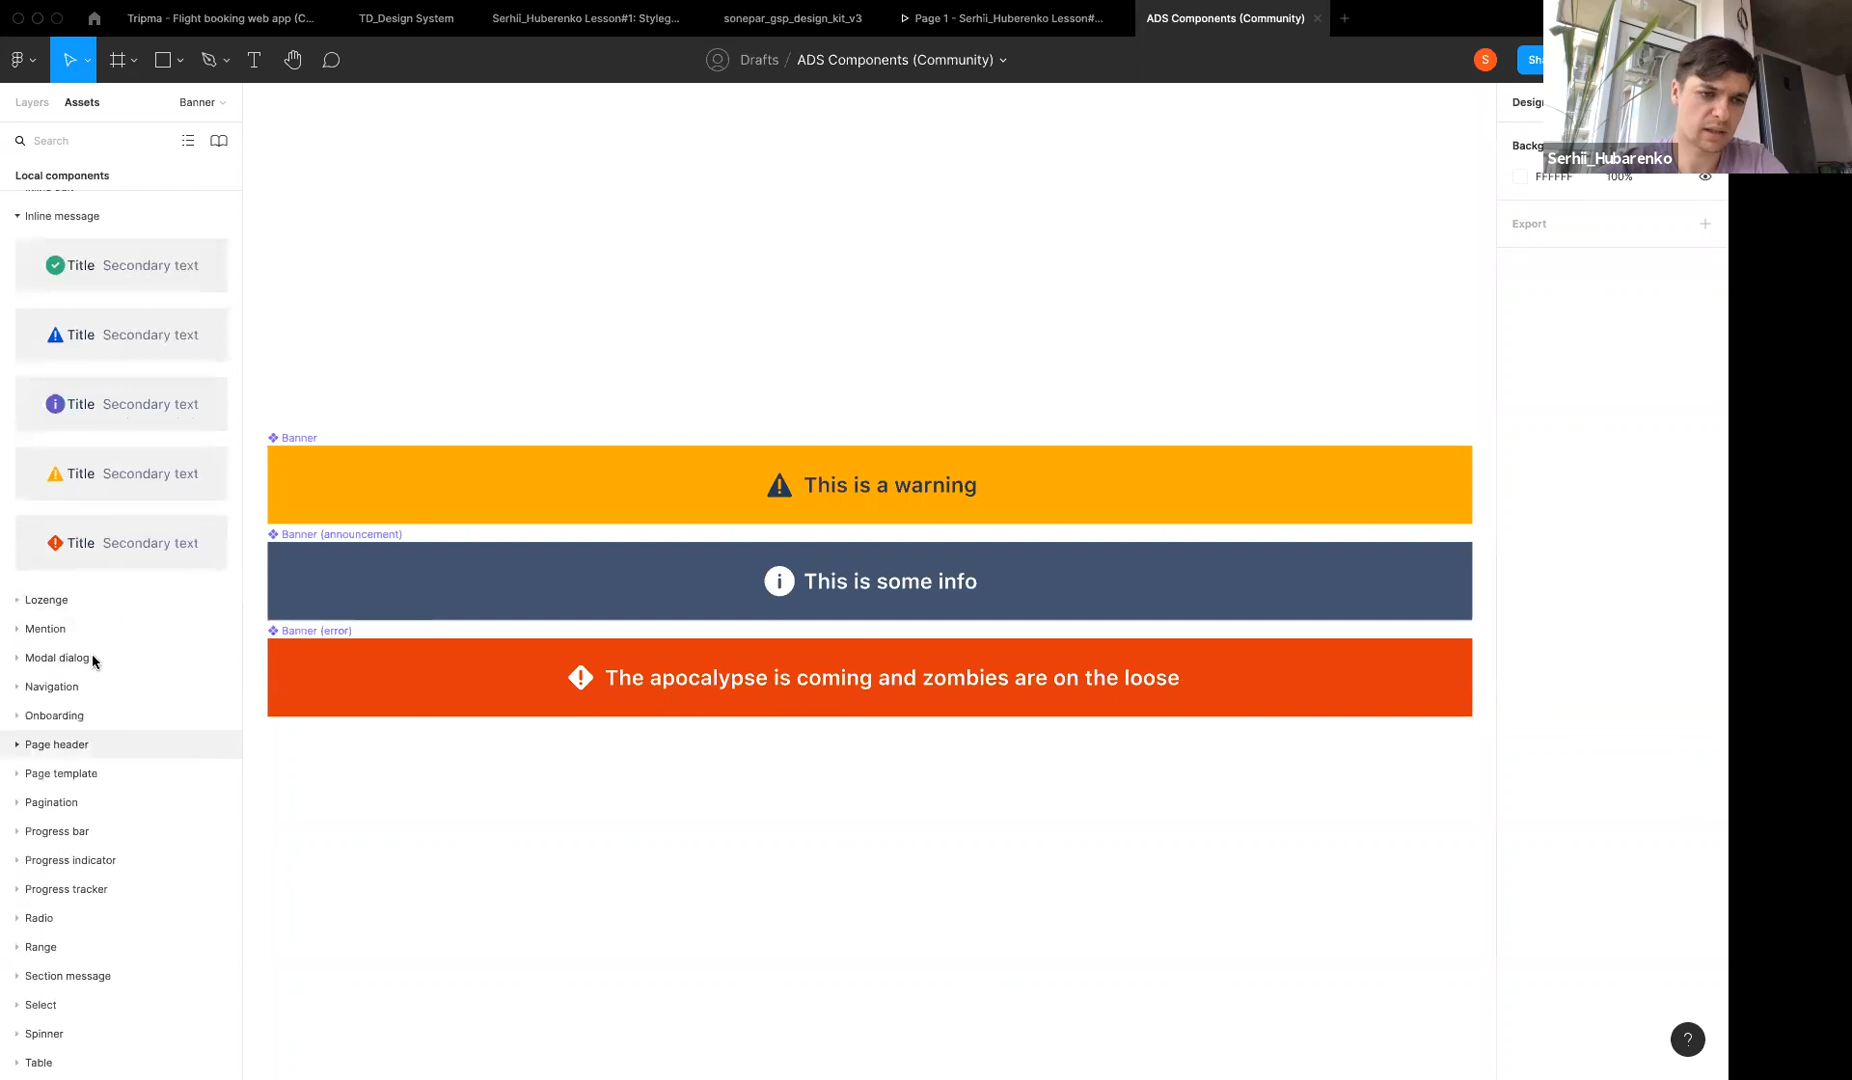 Tripma - Flight booking web app (C...
TD_Design System
Serhii_Huberenko Lesson#1: Styleg...
sonepar_gsp_design_kit_v3
Page 1 - Serhii_Huberenko Lesson#...
ADS Components (Community)
Drafts / ADS Components (Community)
S
Layers
Assets
Banner
Search
Local components
Inline message
Title Secondary text
Title Secondary text
Title Secondary text
Title Secondary text
Title Secondary text
Lozenge
Mention
Modal dialog
Navigation
Onboarding
Page header
Page template
Pagination
Progress bar
Progress indicator
Progress tracker
Radio
Range
Section message
Select
Spinner
Table
Banner
This is a warning
Banner (announcement)
This is some info
Banner (error)
The apocalypse is coming and zombies are on the loose
Serhii_Hubarenko
FFFFFF 100%
Export
?